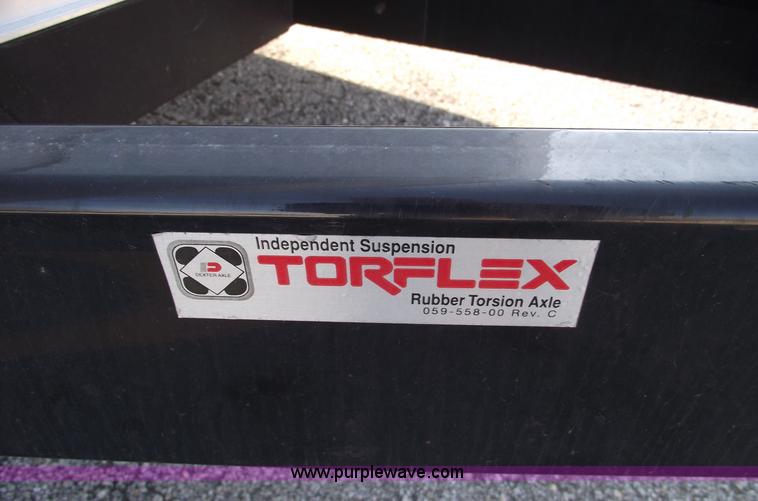 Independent Suspension
DEXTER AXLE
TORFLEX
Rubber Torsion Axle
059-558-00 Rev. C
www.purplewave.com